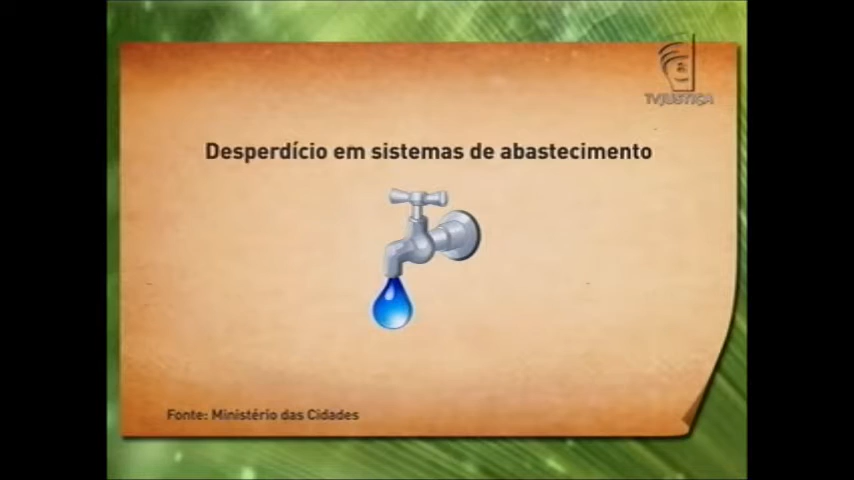 TVJUSTIÇA
Desperdício em sistemas de abastecimento
Fonte: Ministério das Cidades